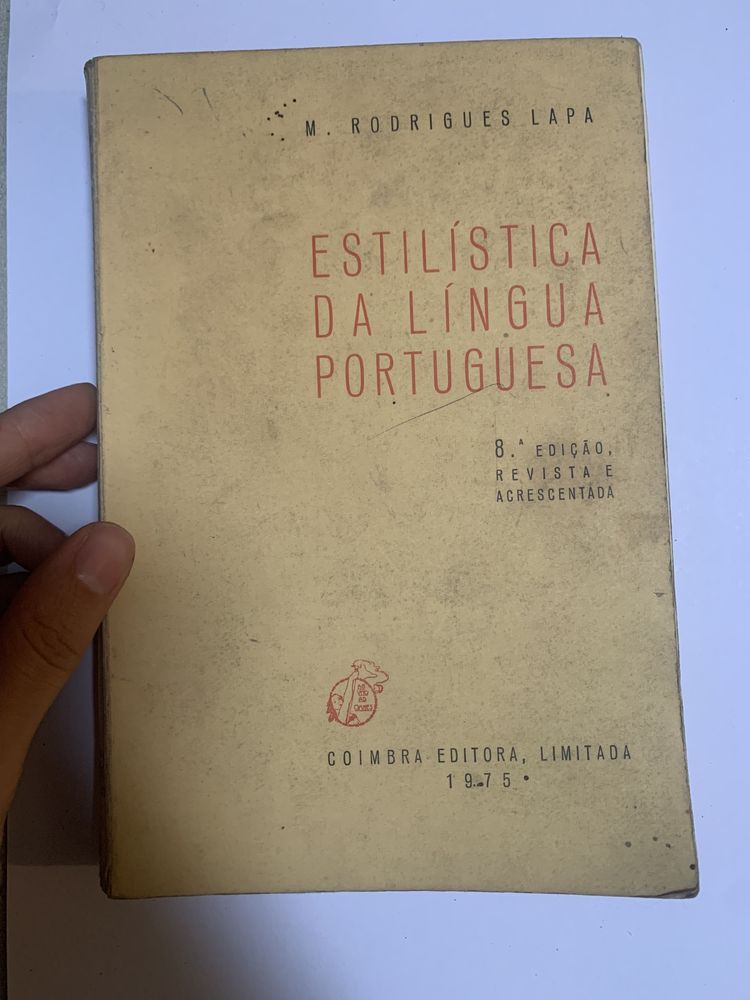 M. RODRIGUES LAPA
ESTILÍSTICA
DA LÍNGUA
PORTUGUESA
8.ª EDIÇÃO,
REVISTA E
ACRESCENTADA
COIMBRA EDITORA, LIMITADA
1975